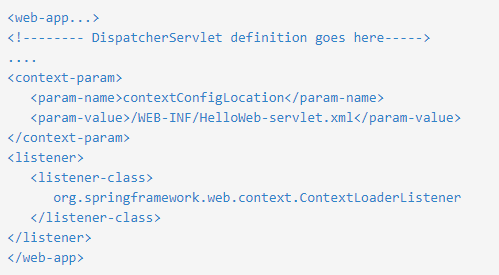 <web-app...>
<!-------- DispatcherServlet definition goes here----->
....
<context-param>
   <param-name>contextConfigLocation</param-name>
   <param-value>/WEB-INF/HelloWeb-servlet.xml</param-value>
</context-param>
<listener>
   <listener-class>
      org.springframework.web.context.ContextLoaderListener
   </listener-class>
</listener>
</web-app>